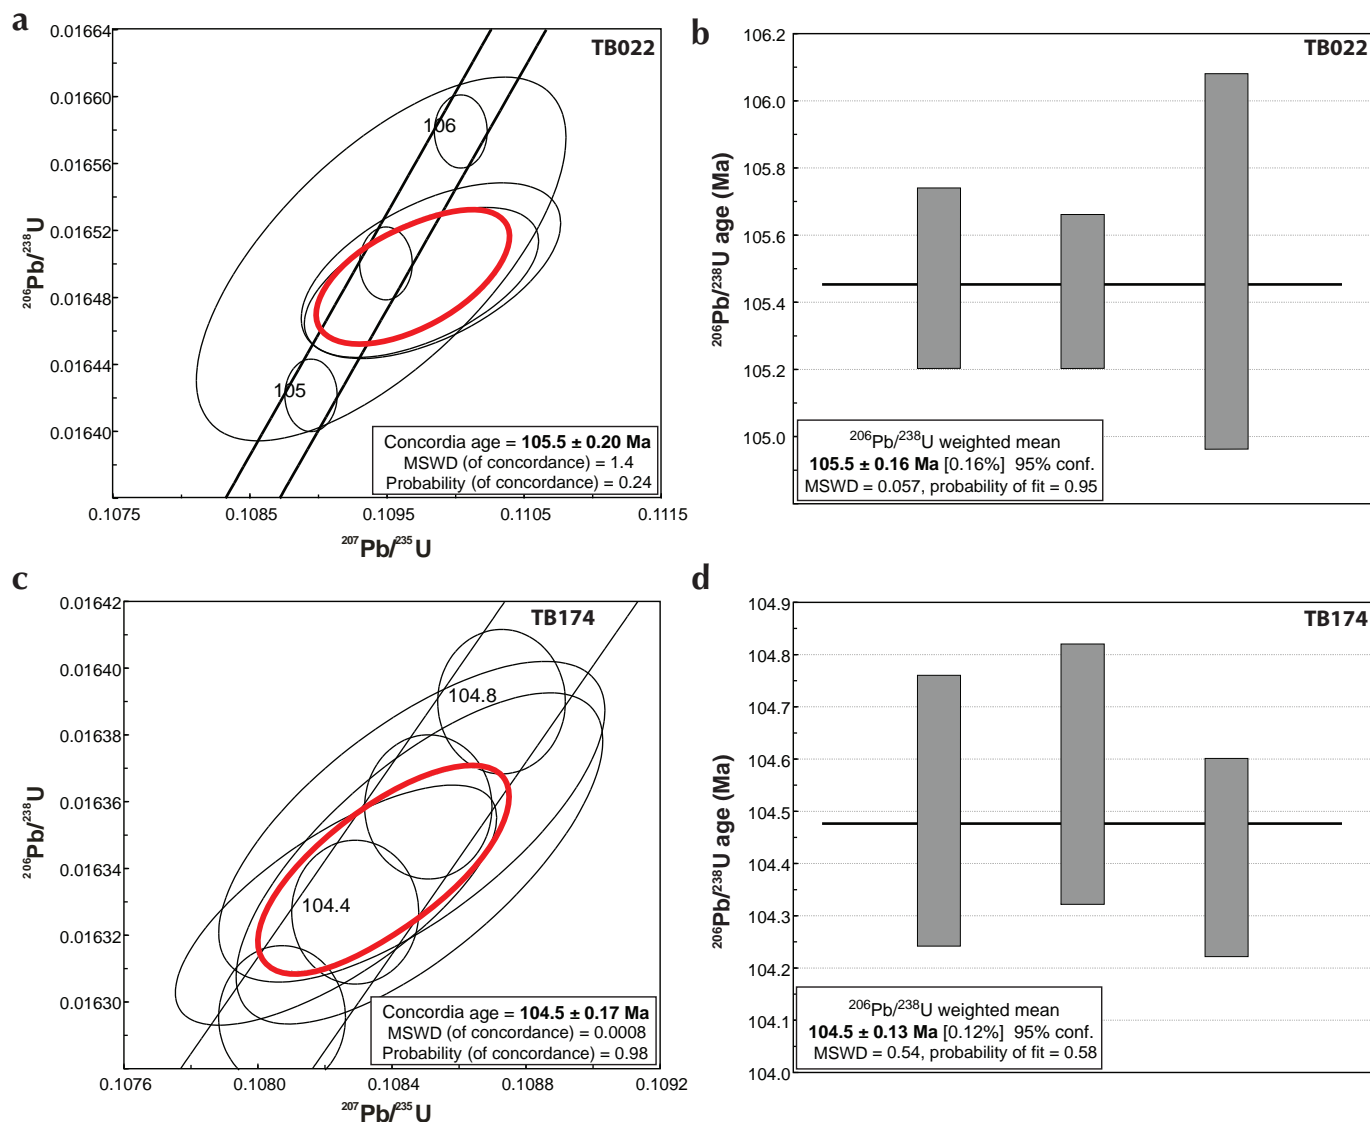 a
TB022
0.01664
0.01660
0.01656
0.01652
0.01648
0.01644
0.01640
206Pb/238U
106
105
Concordia age = 105.5 ± 0.20 Ma
MSWD (of concordance) = 1.4
Probability (of concordance) = 0.24
0.1075 0.1085 0.1095 0.1105 0.1115
207Pb/235U
b
TB022
106.2
106.0
105.8
105.6
105.4
105.2
105.0
206Pb/238U age (Ma)
206Pb/238U weighted mean
105.5 ± 0.16 Ma [0.16%] 95% conf.
MSWD = 0.057, probability of fit = 0.95
c
TB174
0.01642
0.01640
0.01638
0.01636
0.01634
0.01632
0.01630
206Pb/238U
104.8
104.4
Concordia age = 104.5 ± 0.17 Ma
MSWD (of concordance) = 0.0008
Probability (of concordance) = 0.98
0.1076 0.1080 0.1084 0.1088 0.1092
207Pb/235U
d
TB174
104.9
104.8
104.7
104.6
104.5
104.4
104.3
104.2
104.1
104.0
206Pb/238U age (Ma)
206Pb/238U weighted mean
104.5 ± 0.13 Ma [0.12%] 95% conf.
MSWD = 0.54, probability of fit = 0.58